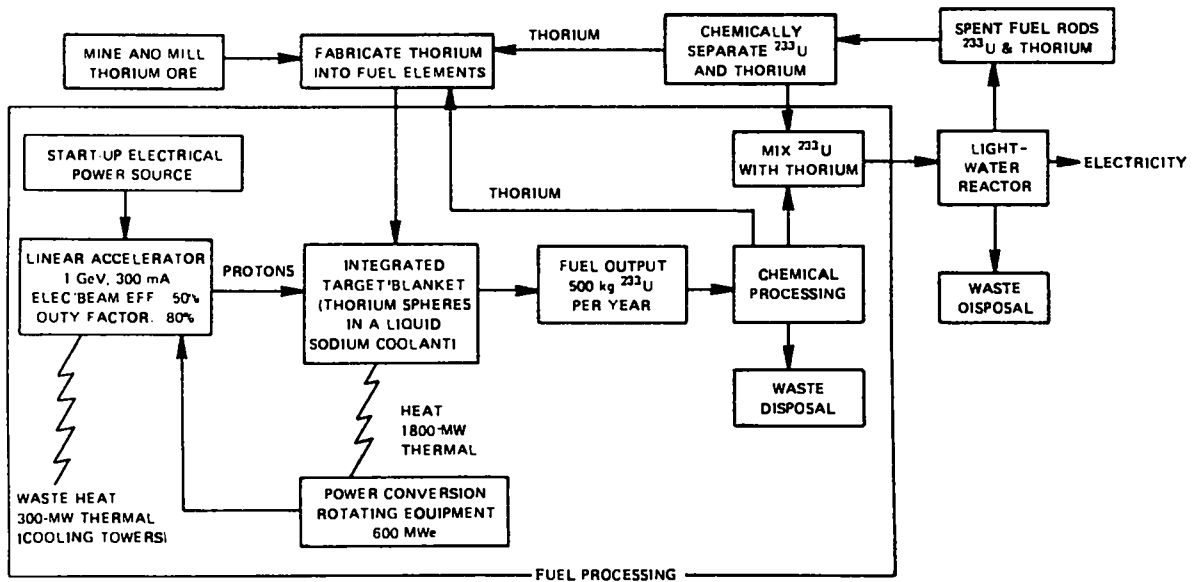 MINE AND MILL
THORIUM ORE
FABRICATE THORIUM
INTO FUEL ELEMENTS
THORIUM
CHEMICALLY
SEPARATE ²³³U
AND THORIUM
SPENT FUEL RODS
²³³U & THORIUM
START-UP ELECTRICAL
POWER SOURCE
MIX ²³³U
WITH THORIUM
LIGHT-
WATER
REACTOR
ELECTRICITY
THORIUM
LINEAR ACCELERATOR
1 GeV, 300 mA
ELEC'BEAM EFF 50%
DUTY FACTOR. 80%
PROTONS
INTEGRATED
TARGET'BLANKET
(THORIUM SPHERES
IN A LIQUID
SODIUM COOLANT)
FUEL OUTPUT
500 kg ²³³U
PER YEAR
CHEMICAL
PROCESSING
WASTE
DISPOSAL
WASTE
DISPOSAL
HEAT
1800-MW
THERMAL
WASTE HEAT
300-MW THERMAL
(COOLING TOWERS)
POWER CONVERSION
ROTATING EQUIPMENT
600 MWe
FUEL PROCESSING